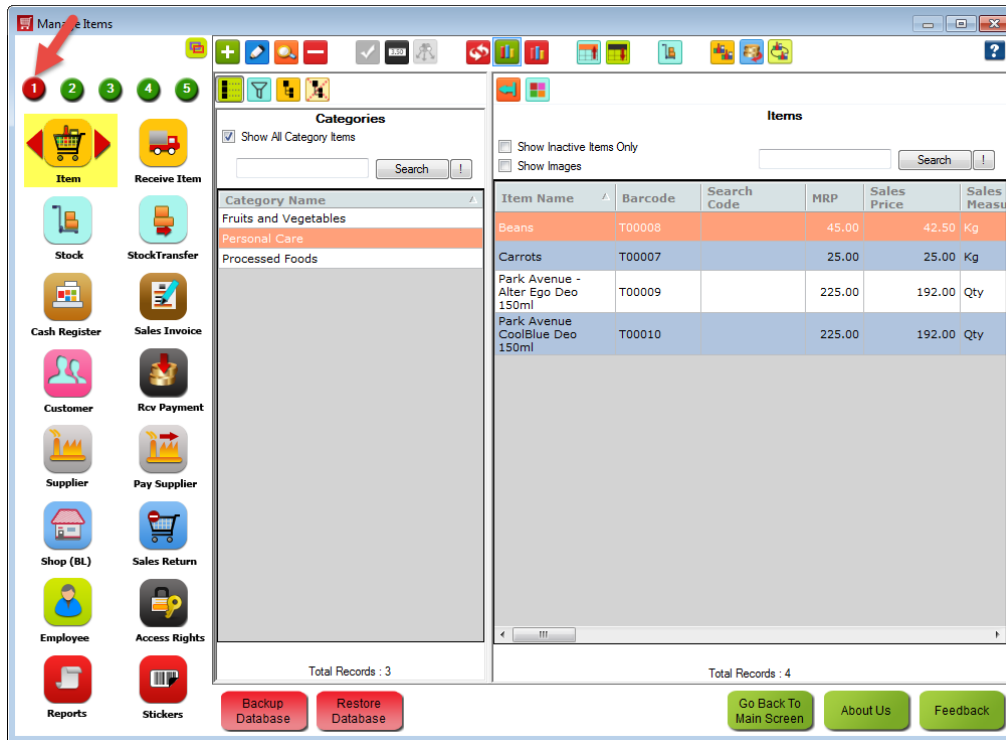 Manage Items
1 2 3 4 5
3.50
?
Item
Receive Item
Stock
StockTransfer
Cash Register
Sales Invoice
Customer
Rcv Payment
Supplier
Pay Supplier
Shop (BL)
Sales Return
Employee
Access Rights
Reports
Stickers
Categories
Show All Category Items
Search !
Category Name
Fruits and Vegetables
Personal Care
Processed Foods
Total Records : 3
Items
Show Inactive Items Only
Show Images
Search !
Item Name Barcode Search Code MRP Sales Price Sales Measu
Beans T00008 45.00 42.50 Kg
Carrots T00007 25.00 25.00 Kg
Park Avenue -
Alter Ego Deo T00009 225.00 192.00 Qty
150ml
Park Avenue
CoolBlue Deo T00010 225.00 192.00 Qty
150ml
Total Records : 4
Backup
Database
Restore
Database
Go Back To
Main Screen
About Us
Feedback